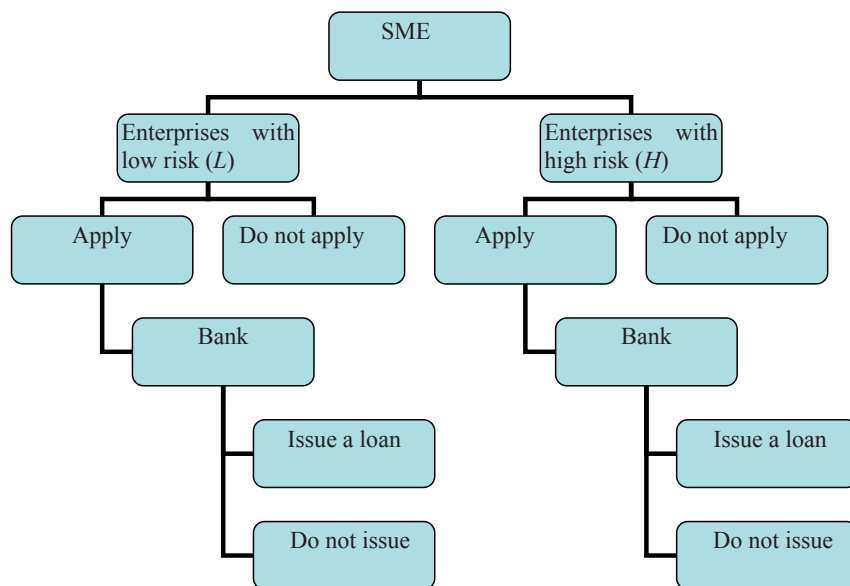 SME
Enterprises with
low risk (L)
Enterprises with
high risk (H)
Apply
Do not apply
Apply
Do not apply
Bank
Bank
Issue a loan
Issue a loan
Do not issue
Do not issue